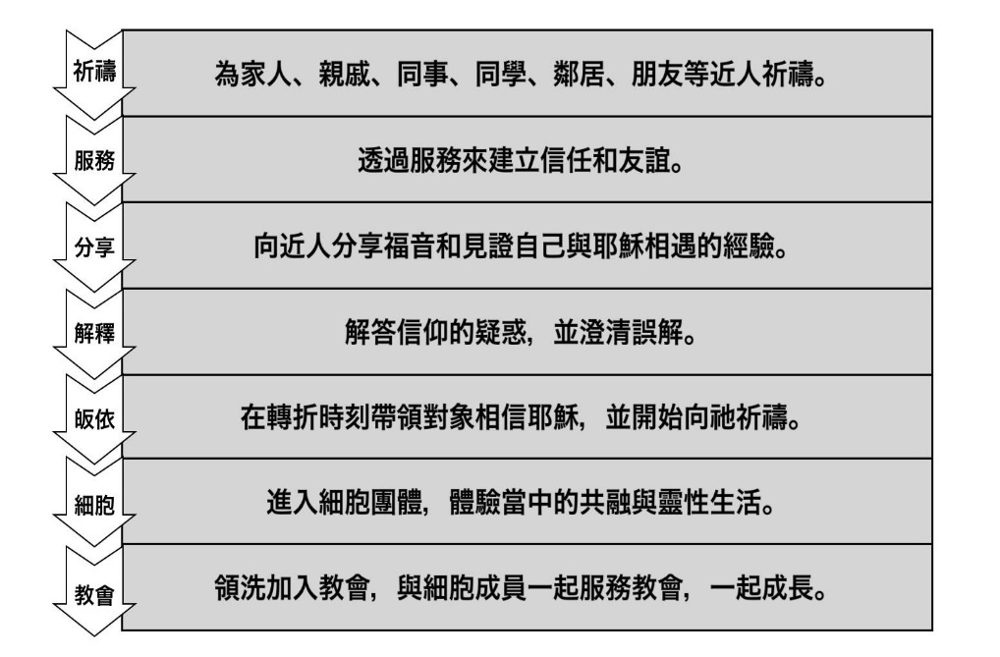 祈禱
為家人、親戚、同事、同學、鄰居、朋友等近人祈禱。
服務
透過服務來建立信任和友誼。
分享
向近人分享福音和見證自己與耶穌相遇的經驗。
解釋
解答信仰的疑惑，並澄清誤解。
皈依
在轉折時刻帶領對象相信耶穌，並開始向祂祈禱。
細胞
進入細胞團體，體驗當中的共融與靈性生活。
教會
領洗加入教會，與細胞成員一起服務教會，一起成長。